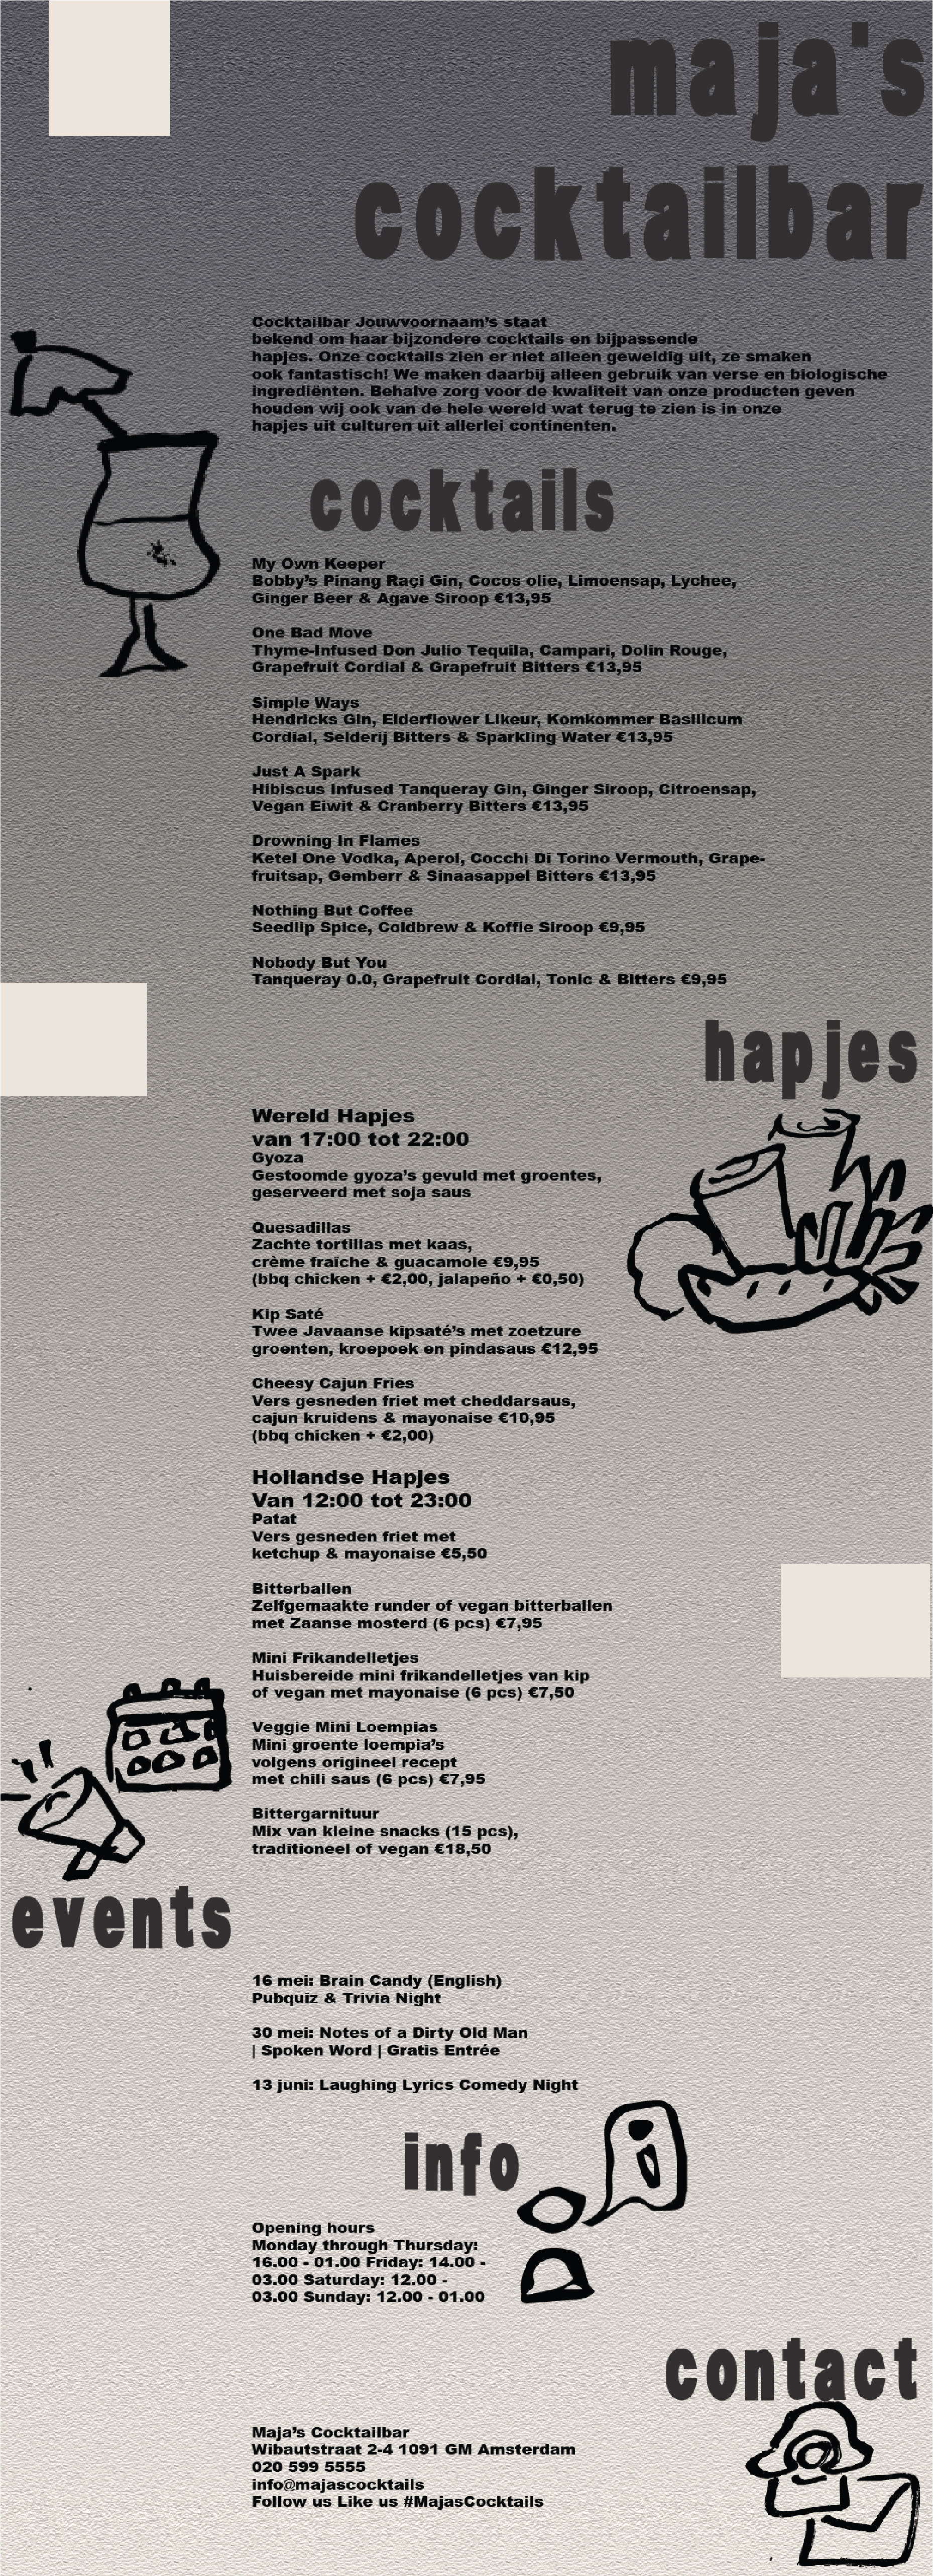 maja's
cocktailbar
Cocktailbar Jouwvoornaam's staat
bekend om haar bijzondere cocktails en bijpassende
hapjes. Onze cocktails zien er niet alleen geweldig uit, ze smaken
ook fantastisch! We maken daarbij alleen gebruik van verse en biologische
ingrediënten. Behalve zorg voor de kwaliteit van onze producten geven
houden wij ook van de hele wereld wat terug te zien is in onze
hapjes uit culturen uit allerlei continenten.
cocktails
My Own Keeper
Bobby's Pinang Raçi Gin, Cocos olie, Limoensap, Lychee,
Ginger Beer & Agave Siroop €13,95
One Bad Move
Thyme-Infused Don Julio Tequila, Campari, Dolin Rouge,
Grapefruit Cordial & Grapefruit Bitters €13,95
Simple Ways
Hendricks Gin, Elderflower Likeur, Komkommer Basilicum
Cordial, Selderij Bitters & Sparkling Water €13,95
Just A Spark
Hibiscus Infused Tanqueray Gin, Ginger Siroop, Citroensap,
Vegan Eiwit & Cranberry Bitters €13,95
Drowning In Flames
Ketel One Vodka, Aperol, Cocchi Di Torino Vermouth, Grape-
fruitsap, Gemberr & Sinaasappel Bitters €13,95
Nothing But Coffee
Seedlip Spice, Coldbrew & Koffie Siroop €9,95
Nobody But You
Tanqueray 0.0, Grapefruit Cordial, Tonic & Bitters €9,95
hapjes
Wereld Hapjes
van 17:00 tot 22:00
Gyoza
Gestoomde gyoza's gevuld met groentes,
geserveerd met soja saus
Quesadillas
Zachte tortillas met kaas,
crème fraîche & guacamole €9,95
(bbq chicken + €2,00, jalapeño + €0,50)
Kip Saté
Twee Javaanse kipsaté's met zoetzure
groenten, kroepoek en pindasaus €12,95
Cheesy Cajun Fries
Vers gesneden friet met cheddarsaus,
cajun kruidens & mayonaise €10,95
(bbq chicken + €2,00)
Hollandse Hapjes
Van 12:00 tot 23:00
Patat
Vers gesneden friet met
ketchup & mayonaise €5,50
Bitterballen
Zelfgemaakte runder of vegan bitterballen
met Zaanse mosterd (6 pcs) €7,95
Mini Frikandelletjes
Huisbereide mini frikandelletjes van kip
of vegan met mayonaise (6 pcs) €7,50
Veggie Mini Loempias
Mini groente loempia's
volgens origineel recept
met chili saus (6 pcs) €7,95
Bittergarnituur
Mix van kleine snacks (15 pcs),
traditioneel of vegan €18,50
events
16 mei: Brain Candy (English)
Pubquiz & Trivia Night
30 mei: Notes of a Dirty Old Man
| Spoken Word | Gratis Entrée
13 juni: Laughing Lyrics Comedy Night
info
i
Opening hours
Monday through Thursday:
16.00 - 01.00 Friday: 14.00 -
03.00 Saturday: 12.00 -
03.00 Sunday: 12.00 - 01.00
contact
Maja's Cocktailbar
Wibautstraat 2-4 1091 GM Amsterdam
020 599 5555
info@majascocktails
Follow us Like us #MajasCocktails